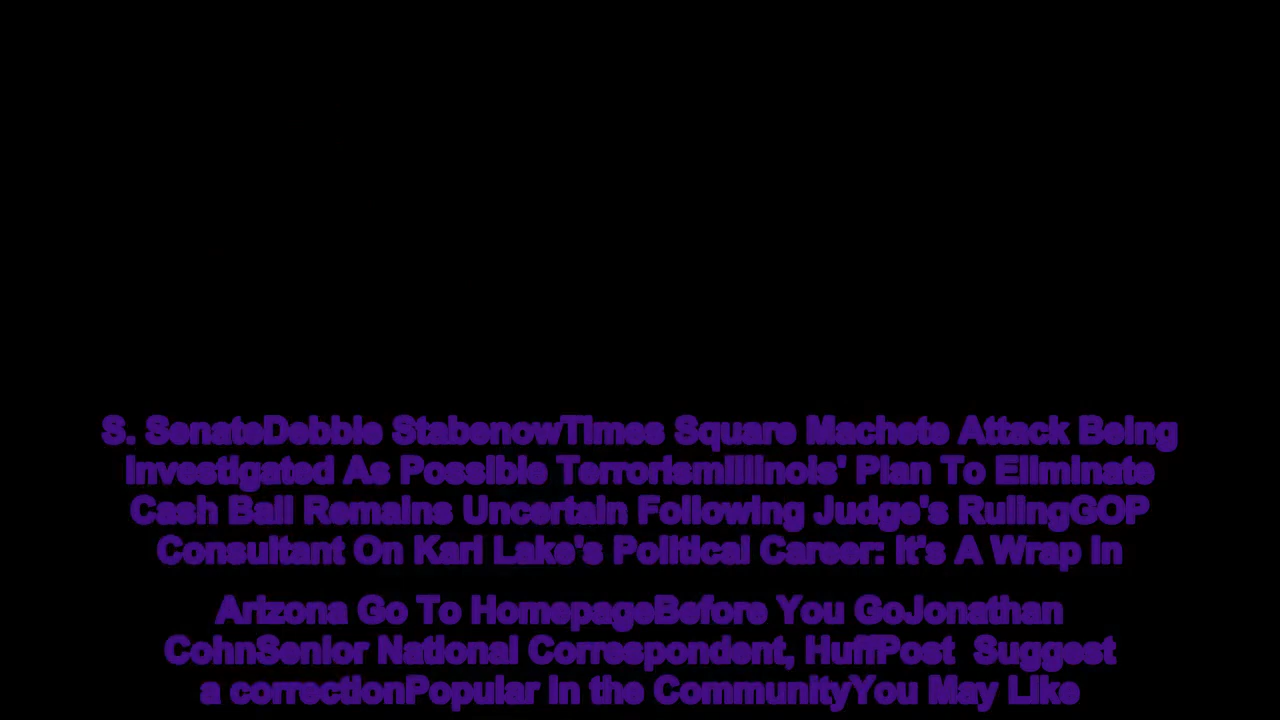 S. SenateDebbie StabenowTimes Square Machete Attack Being
Investigated As Possible TerrorismIllinois' Plan To Eliminate
Cash Bail Remains Uncertain Following Judge's RulingGOP
Consultant On Kari Lake's Political Career: It's A Wrap In
Arizona Go To HomepageBefore You GoJonathan
CohnSenior National Correspondent, HuffPost  Suggest
a correctionPopular in the CommunityYou May Like